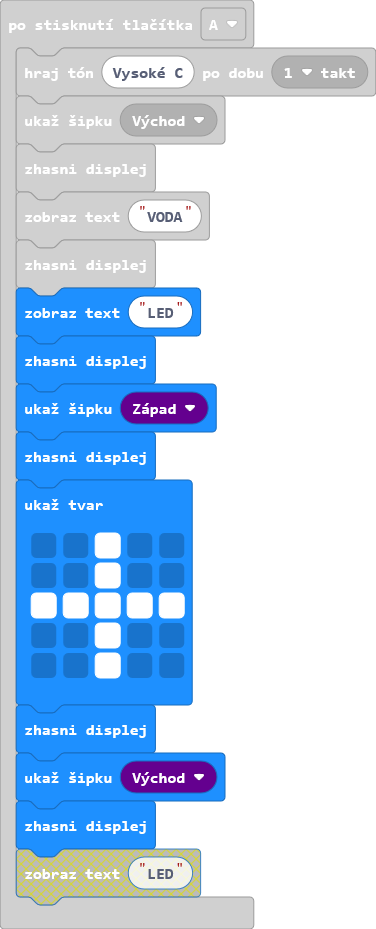 po stisknutí tlačítka A
hraj tón Vysoké C po dobu 1 takt
ukaž šipku Východ
zhasni displej
zobraz text "VODA"
zhasni displej
zobraz text "LED"
zhasni displej
ukaž šipku Západ
zhasni displej
ukaž tvar
zhasni displej
ukaž šipku Východ
zhasni displej
zobraz text "LED"